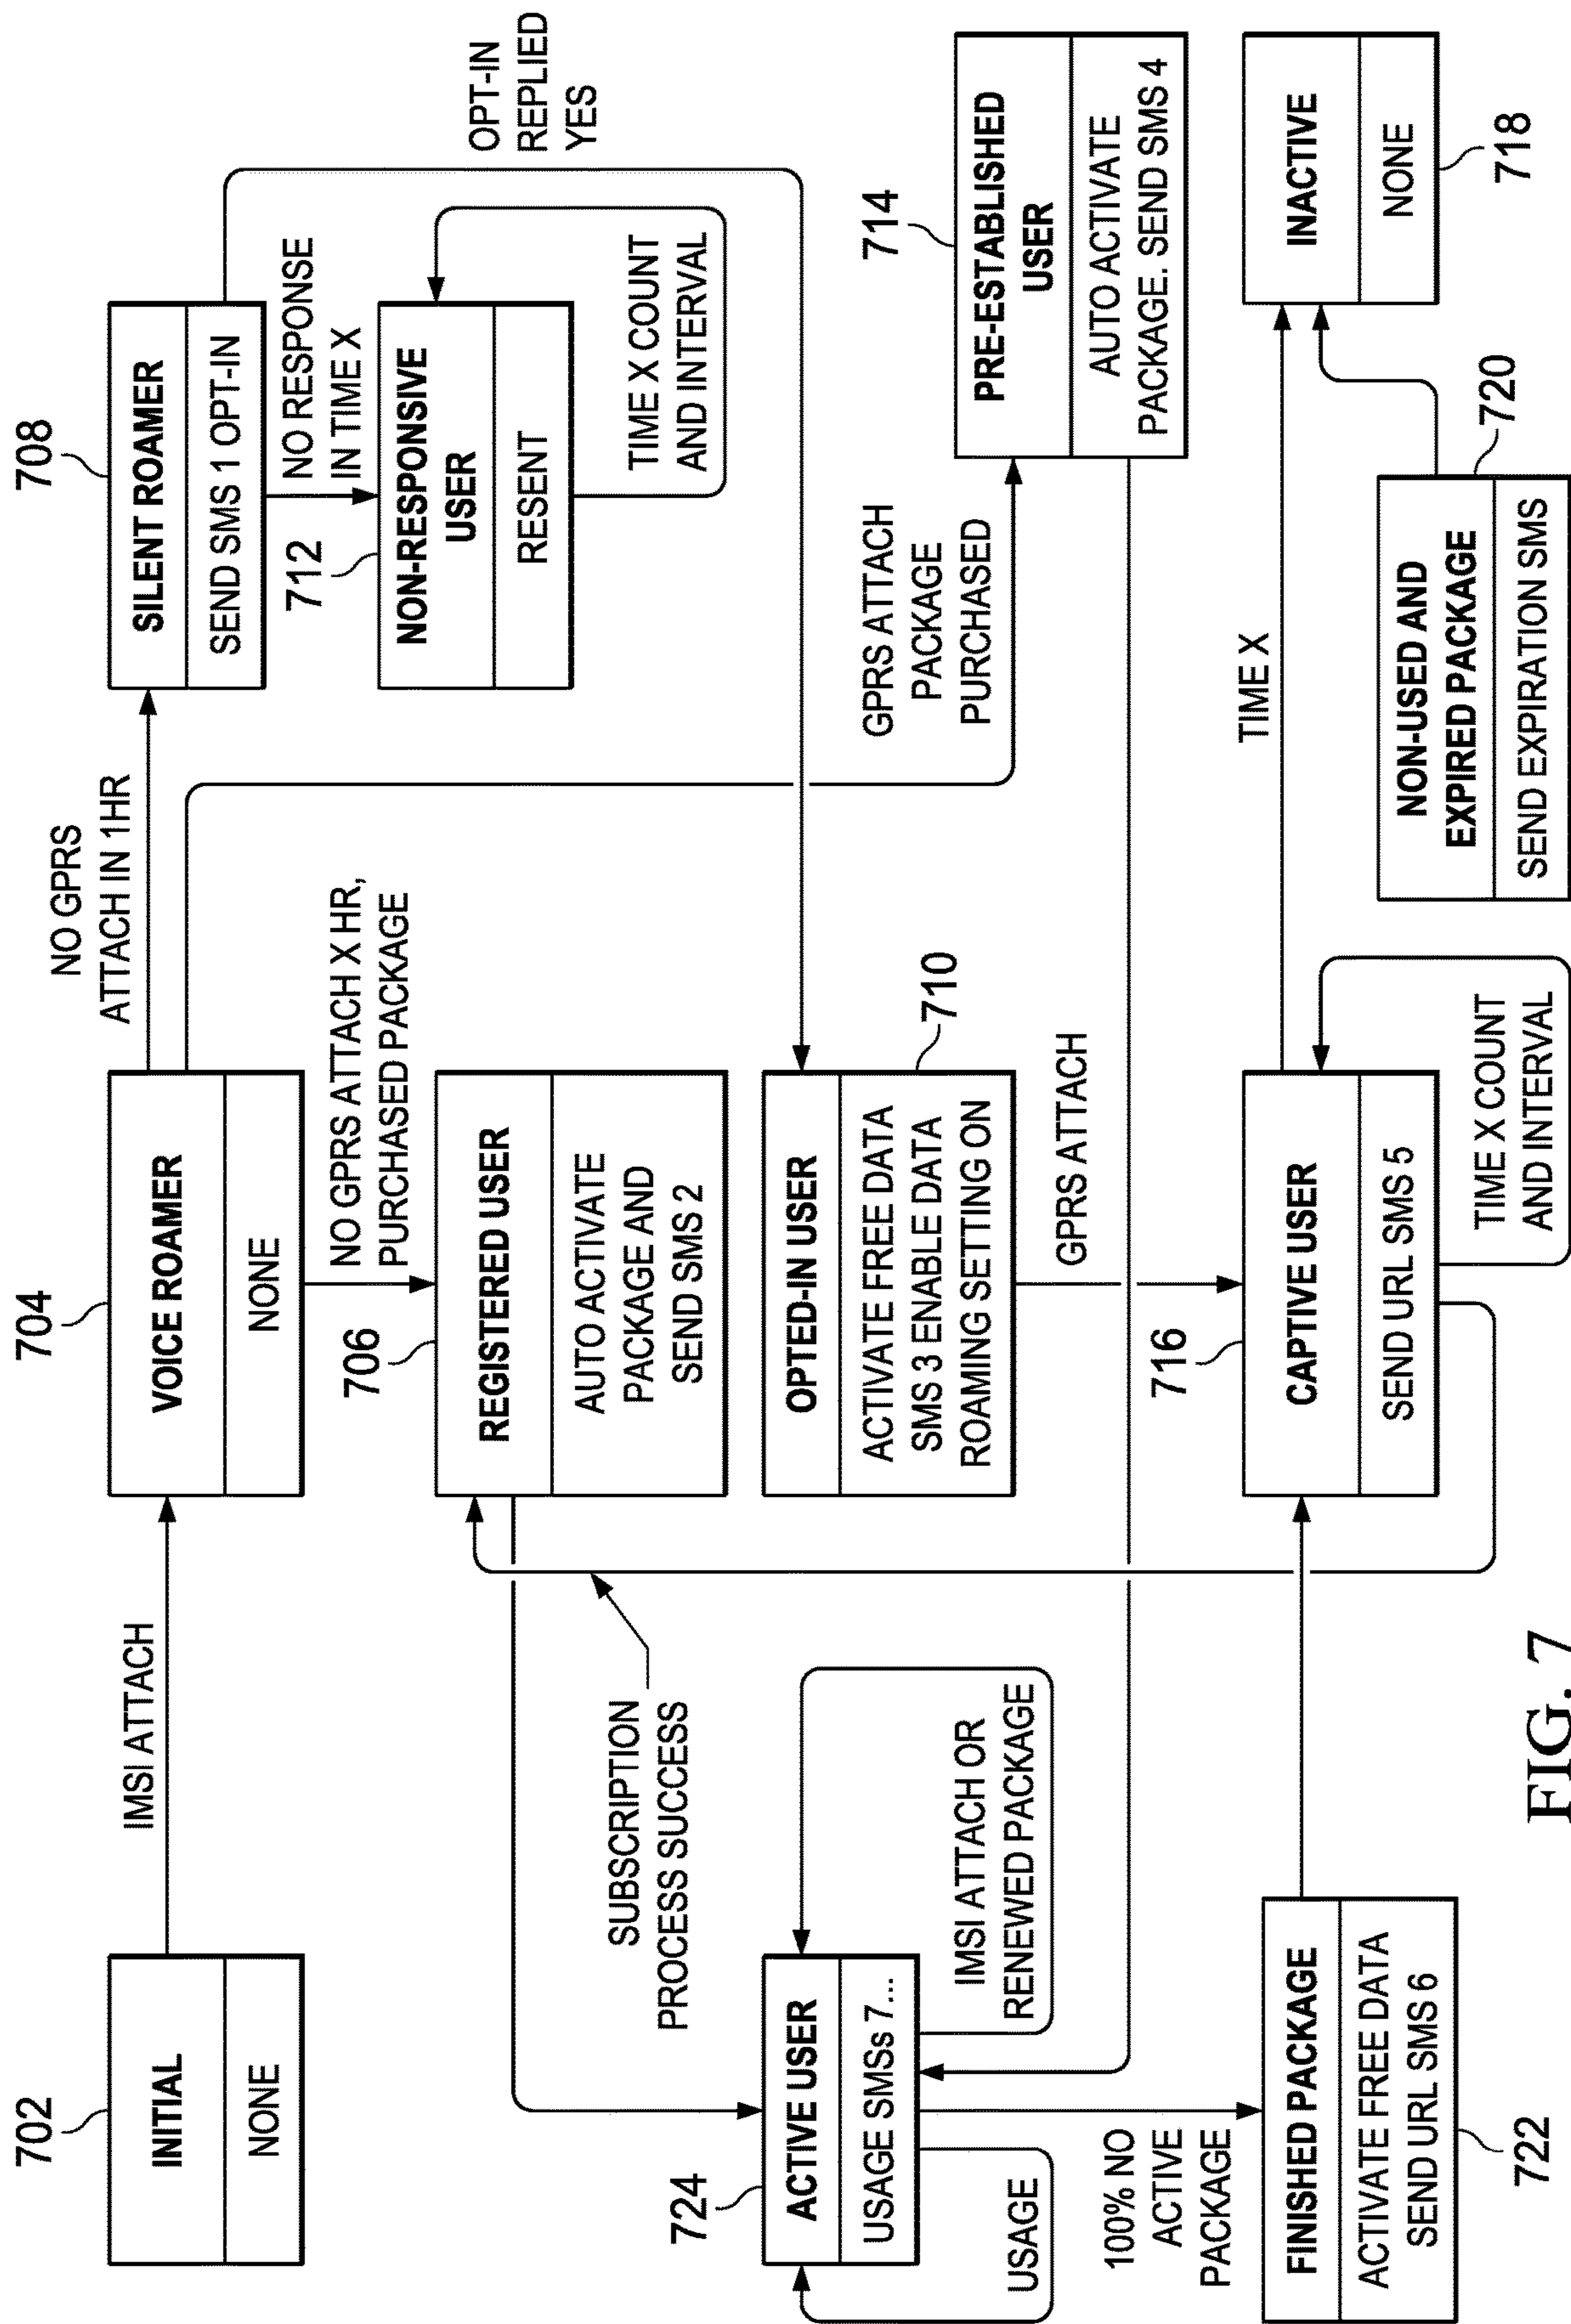 702
INITIAL
NONE
IMSI ATTACH
704
VOICE ROAMER
NONE
NO GPRS
ATTACH IN 1HR
708
SILENT ROAMER
SEND SMS 1 OPT-IN
NO GPRS ATTACH X HR,
PURCHASED PACKAGE
NO RESPONSE
IN TIME X
OPT-IN
REPLIED
YES
706
REGISTERED USER
AUTO ACTIVATE
PACKAGE AND
SEND SMS 2
712
NON-RESPONSIVE
USER
RESENT
TIME X COUNT
AND INTERVAL
SUBSCRIPTION
PROCESS SUCCESS
724
ACTIVE USER
USAGE SMSs 7...
USAGE
IMSI ATTACH OR
RENEWED PACKAGE
OPTED-IN USER
ACTIVATE FREE DATA
SMS 3 ENABLE DATA
ROAMING SETTING ON
710
GPRS ATTACH
PACKAGE
PURCHASED
714
PRE-ESTABLISHED
USER
AUTO ACTIVATE
PACKAGE. SEND SMS 4
GPRS ATTACH
100% NO
ACTIVE
PACKAGE
FINISHED PACKAGE
ACTIVATE FREE DATA
SEND URL SMS 6
722
716
CAPTIVE USER
SEND URL SMS 5
TIME X COUNT
AND INTERVAL
TIME X
INACTIVE
NONE
718
720
NON-USED AND
EXPIRED PACKAGE
SEND EXPIRATION SMS
FIG. 7